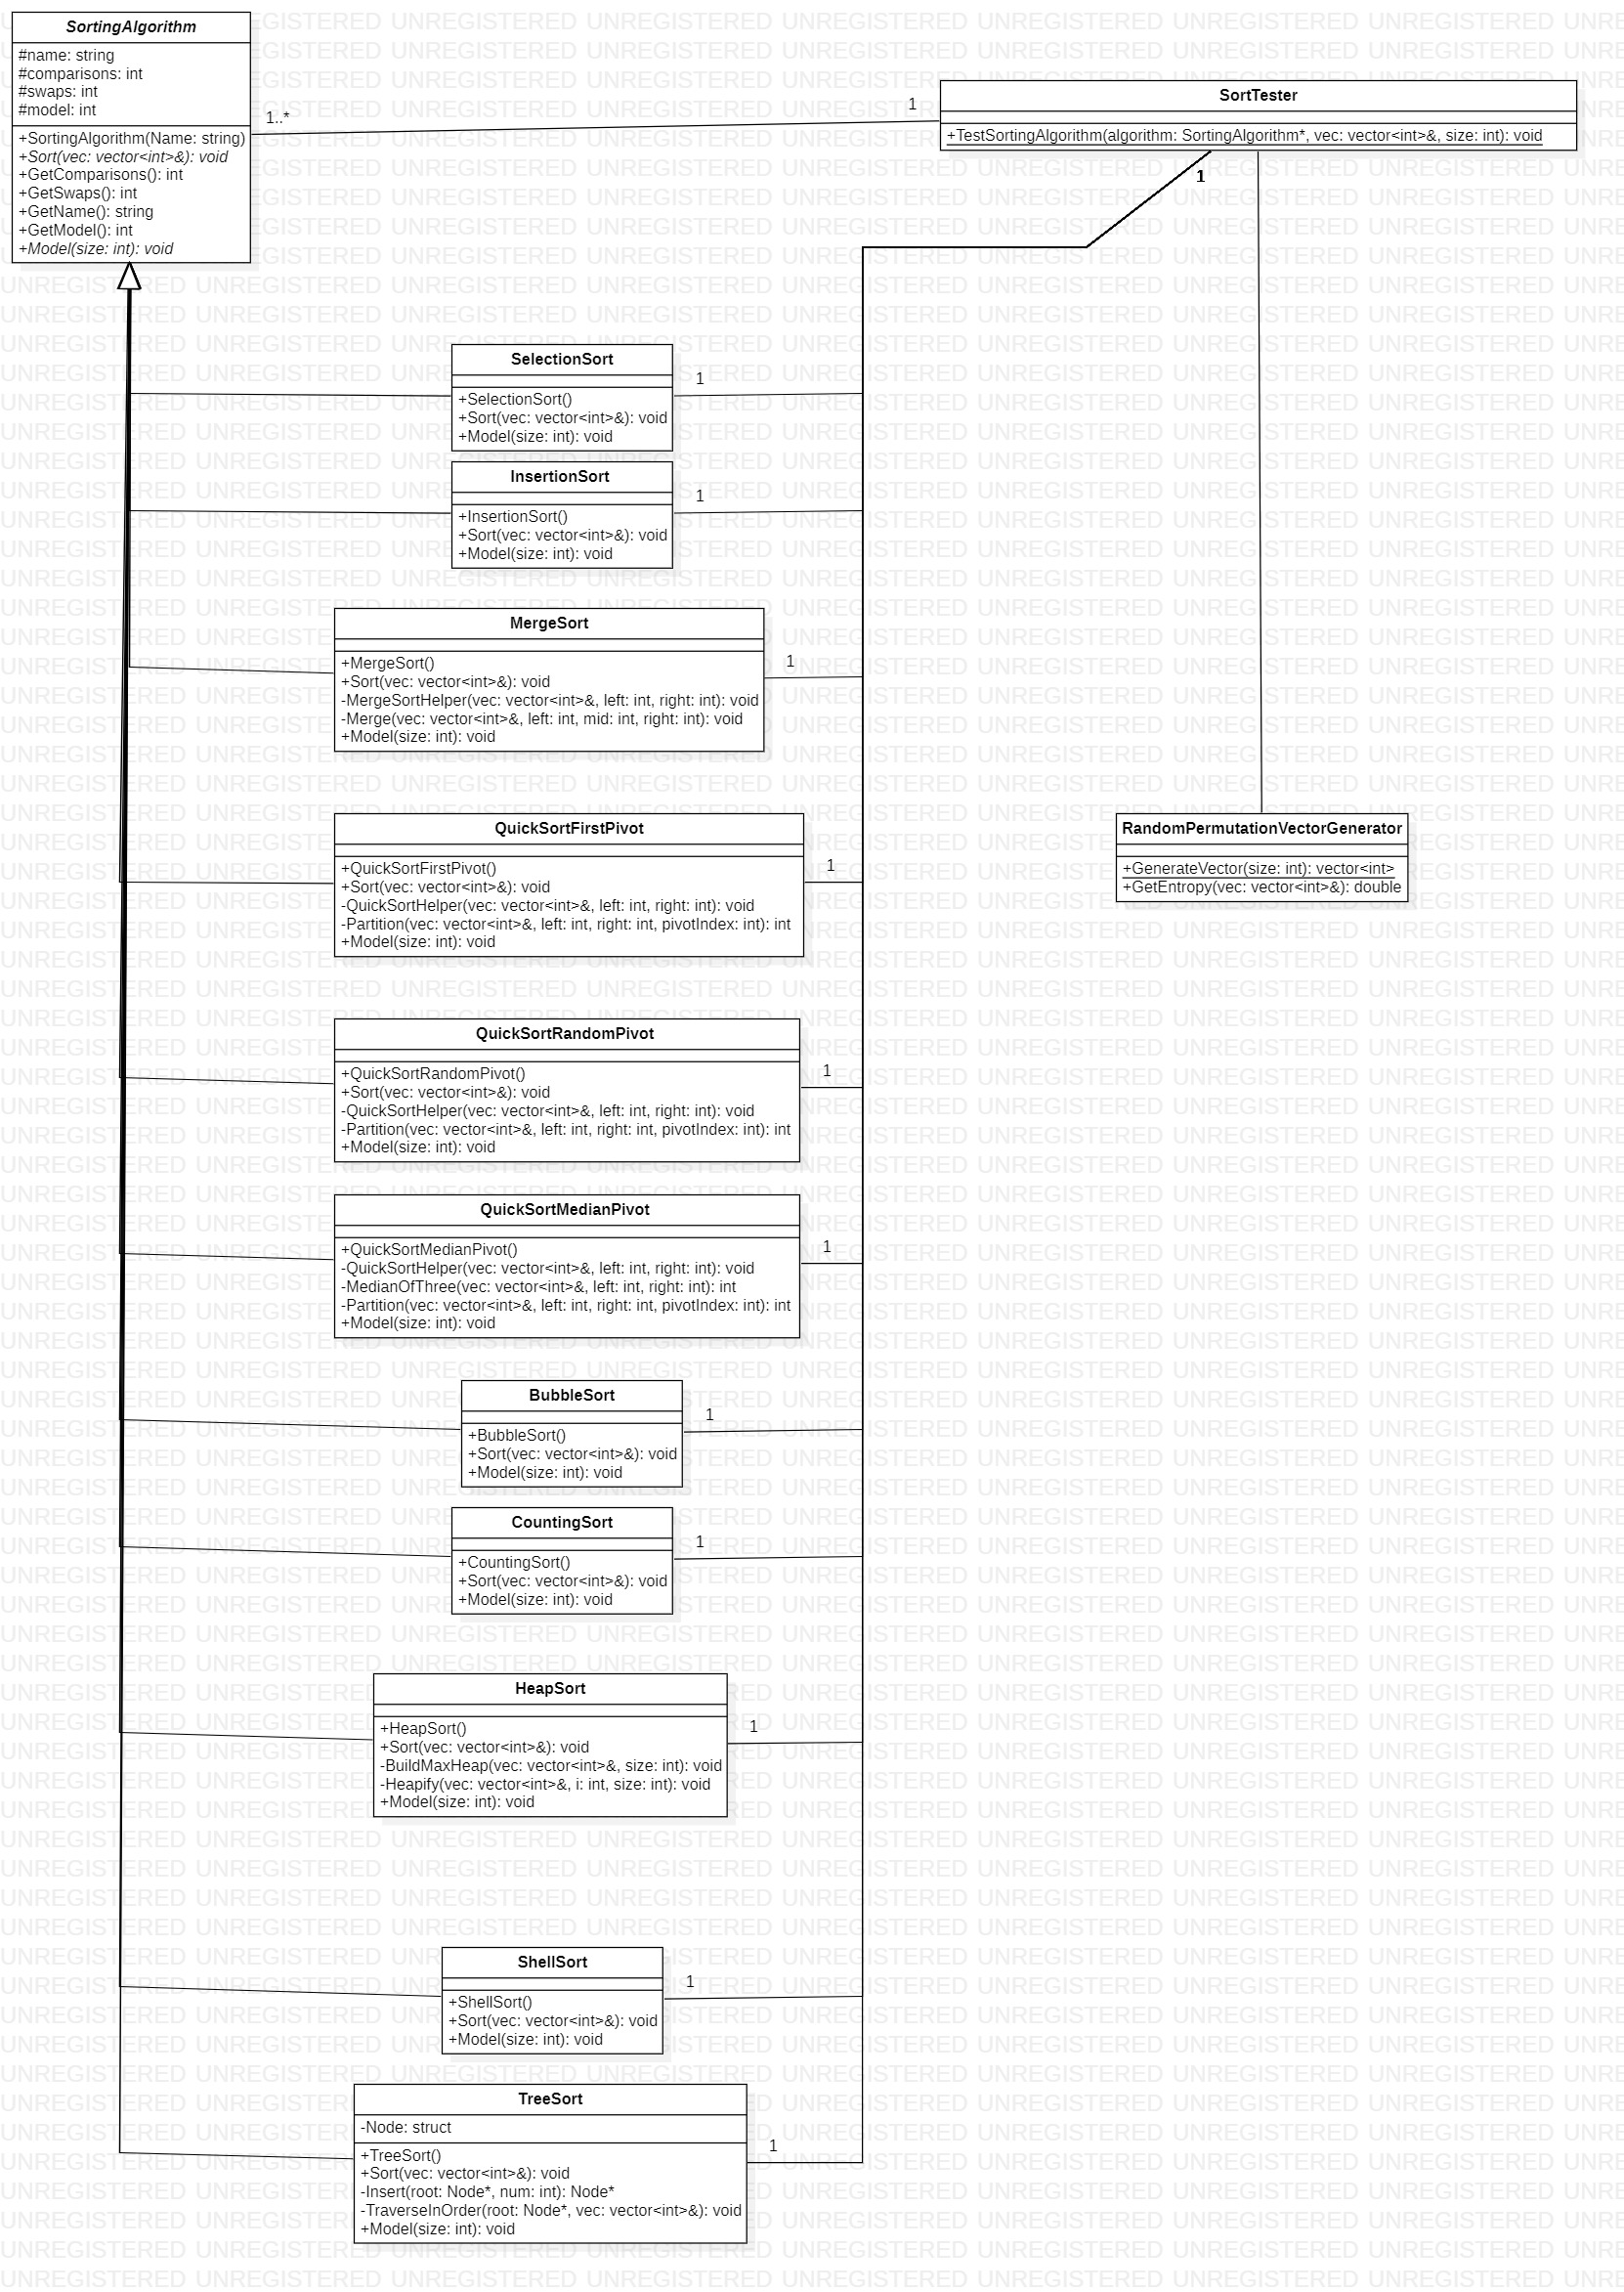 SortingAlgorithm
#name: string
#comparisons: int
#swaps: int
#model: int
+SortingAlgorithm(Name: string)
+Sort(vec: vector<int>&): void
+GetComparisons(): int
+GetSwaps(): int
+GetName(): string
+GetModel(): int
+Model(size: int): void
1..*
1
SortTester
+TestSortingAlgorithm(algorithm: SortingAlgorithm*, vec: vector<int>&, size: int): void
1
SelectionSort
+SelectionSort()
+Sort(vec: vector<int>&): void
+Model(size: int): void
1
InsertionSort
+InsertionSort()
+Sort(vec: vector<int>&): void
+Model(size: int): void
1
MergeSort
+MergeSort()
+Sort(vec: vector<int>&): void
-MergeSortHelper(vec: vector<int>&, left: int, right: int): void
-Merge(vec: vector<int>&, left: int, mid: int, right: int): void
+Model(size: int): void
1
QuickSortFirstPivot
+QuickSortFirstPivot()
+Sort(vec: vector<int>&): void
-QuickSortHelper(vec: vector<int>&, left: int, right: int): void
-Partition(vec: vector<int>&, left: int, right: int, pivotIndex: int): int
+Model(size: int): void
1
RandomPermutationVectorGenerator
+GenerateVector(size: int): vector<int>
+GetEntropy(vec: vector<int>&): double
QuickSortRandomPivot
+QuickSortRandomPivot()
+Sort(vec: vector<int>&): void
-QuickSortHelper(vec: vector<int>&, left: int, right: int): void
-Partition(vec: vector<int>&, left: int, right: int, pivotIndex: int): int
+Model(size: int): void
1
QuickSortMedianPivot
+QuickSortMedianPivot()
-QuickSortHelper(vec: vector<int>&, left: int, right: int): void
-MedianOfThree(vec: vector<int>&, left: int, right: int): int
-Partition(vec: vector<int>&, left: int, right: int, pivotIndex: int): int
+Model(size: int): void
1
BubbleSort
+BubbleSort()
+Sort(vec: vector<int>&): void
+Model(size: int): void
1
CountingSort
+CountingSort()
+Sort(vec: vector<int>&): void
+Model(size: int): void
1
HeapSort
+HeapSort()
+Sort(vec: vector<int>&): void
-BuildMaxHeap(vec: vector<int>&, size: int): void
-Heapify(vec: vector<int>&, i: int, size: int): void
+Model(size: int): void
1
ShellSort
+ShellSort()
+Sort(vec: vector<int>&): void
+Model(size: int): void
1
TreeSort
-Node: struct
+TreeSort()
+Sort(vec: vector<int>&): void
-Insert(root: Node*, num: int): Node*
-TraverseInOrder(root: Node*, vec: vector<int>&): void
+Model(size: int): void
1
UNREGISTERED